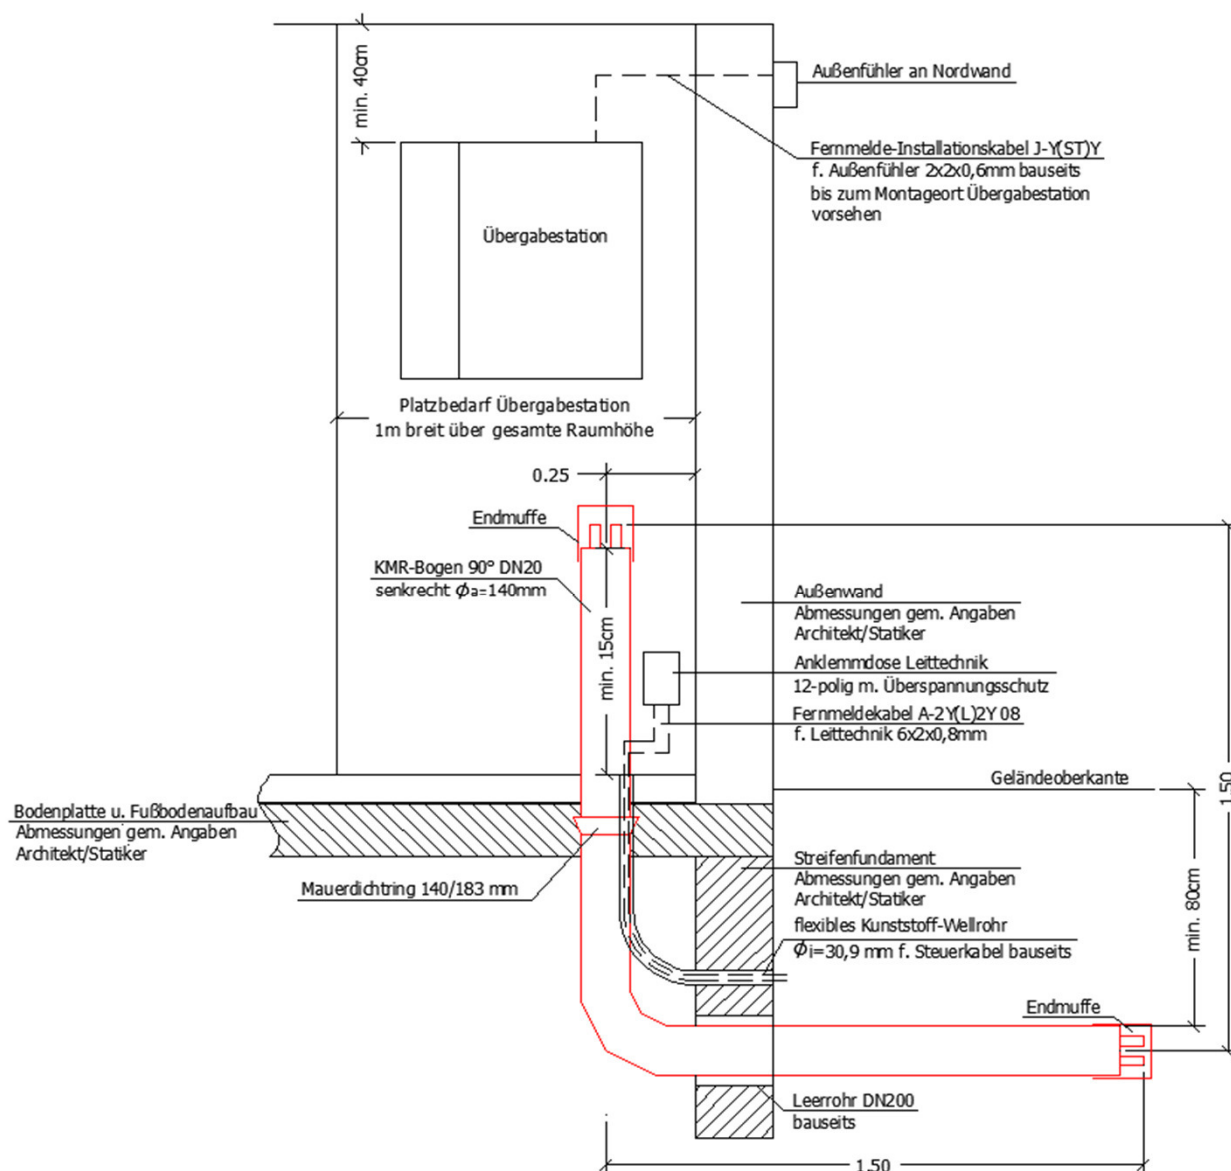 min. 40cm
Außenfühler an Nordwand
Fernmelde-Installationskabel J-Y(ST)Y
f. Außenfühler 2x2x0,6mm bauseits
bis zum Montageort Übergabestation
vorsehen
Übergabestation
Platzbedarf Übergabestation
1m breit über gesamte Raumhöhe
0.25
Endmuffe
KMR-Bogen 90° DN20
senkrecht ϕa=140mm
min. 15cm
Außenwand
Abmessungen gem. Angaben
Architekt/Statiker
Anklemmdose Leittechnik
12-polig m. Überspannungsschutz
Fernmeldekabel A-2Y(L)2Y 08
f. Leittechnik 6x2x0,8mm
Geländeoberkante
1.50
Bodenplatte u. Fußbodenaufbau
Abmessungen gem. Angaben
Architekt/Statiker
Mauerdichtring 140/183 mm
Streifenfundament
Abmessungen gem. Angaben
Architekt/Statiker
flexibles Kunststoff-Wellrohr
ϕi=30,9 mm f. Steuerkabel bauseits
min. 80cm
Endmuffe
Leerrohr DN200
bauseits
1.50